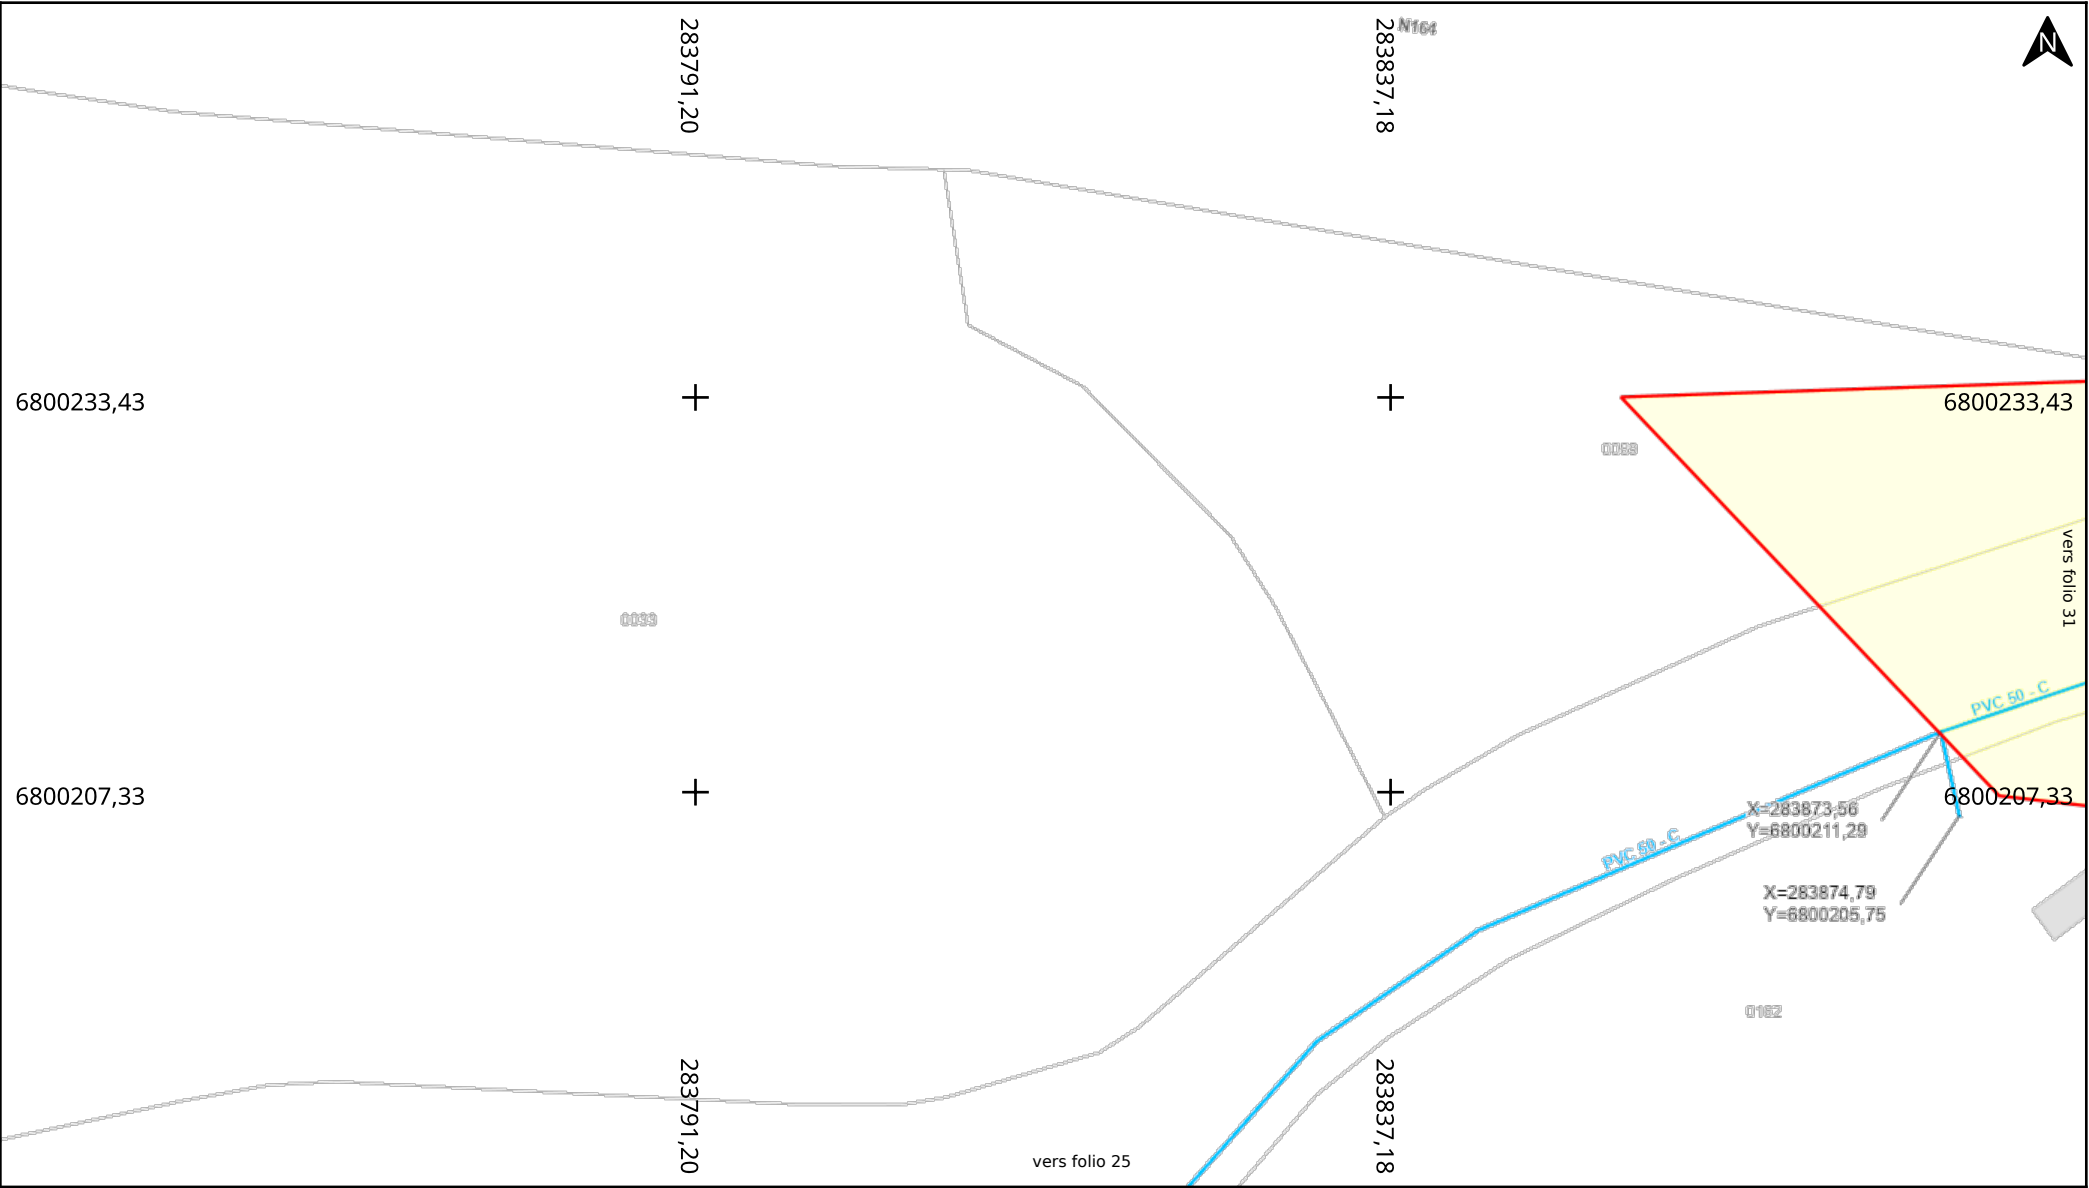 283791,20
283837,18
N164
N
6800233,43
6800233,43
0033
vers folio 31
PVC 50 - C
6800207,33
6800207,33
X=283873,56
Y=6800211,29
PVC 50 - C
X=283874,79
Y=6800205,75
0162
283791,20
283837,18
vers folio 25